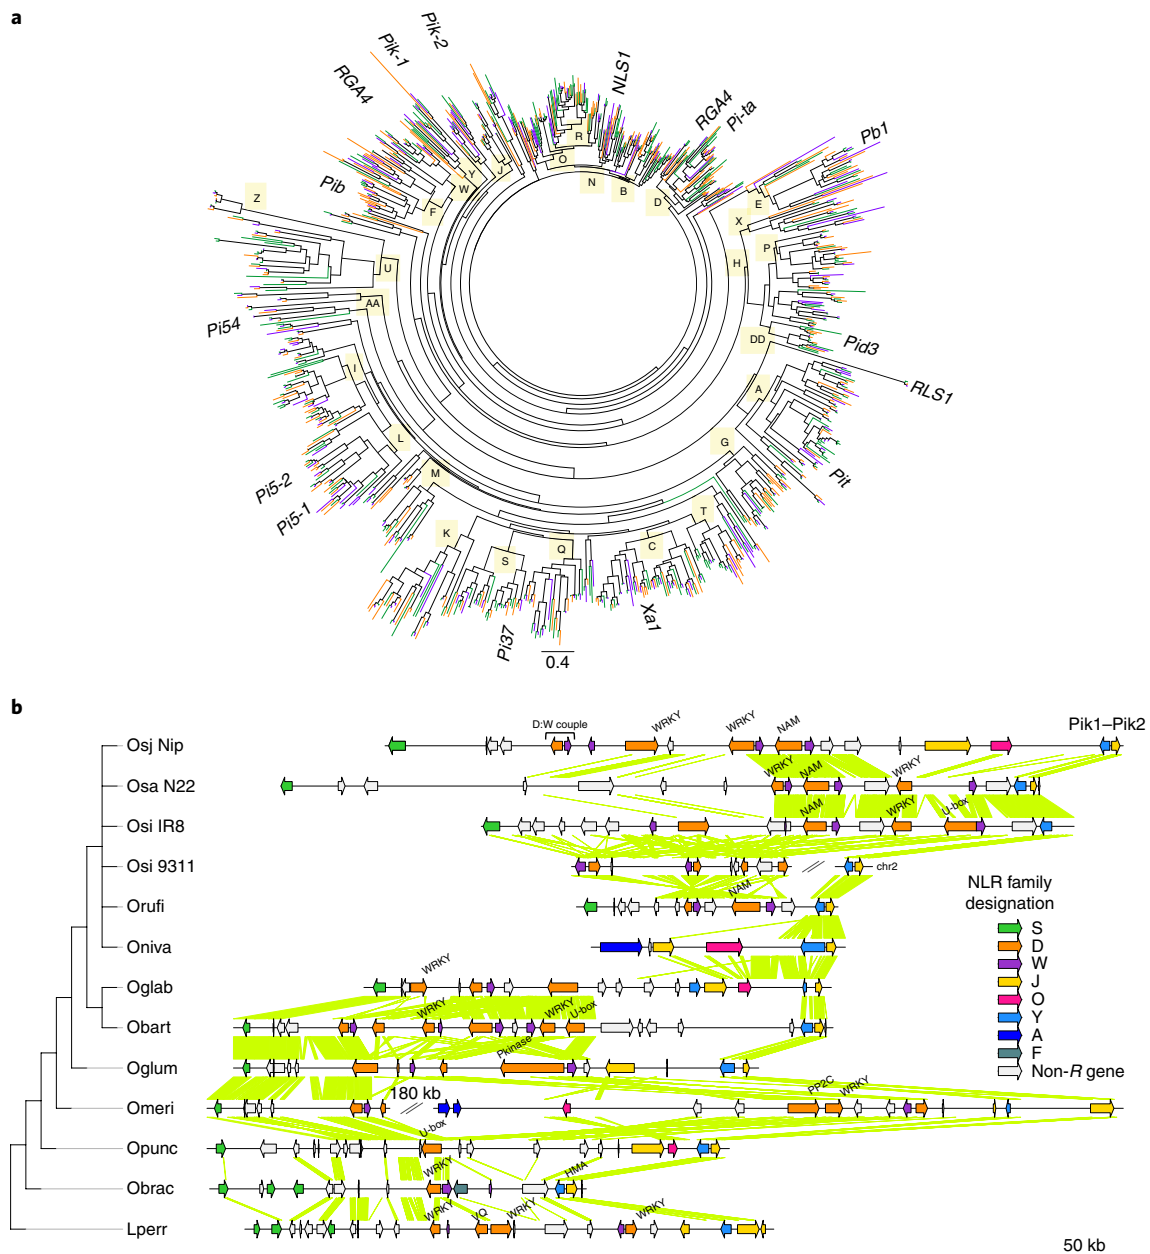 a
Pik-2
Pik-1
RGA4
NLS1
RGA4
Pi-ta
Pb1
Pib
Pi54
Pid3
RLS1
Pit
Pi5-2
Pi5-1
Pi37
Xa1
R
O
N
B
D
J
Y
W
F
Z
U
AA
I
L
M
K
S
Q
C
T
G
A
DD
H
P
X
E
0.4
b
D:W couple
WRKY
WRKY
NAM
Pik1–Pik2
Osj Nip
WRKY
NAM
WRKY
Osa N22
NAM
WRKY
U-box
Osi IR8
Osi 9311
chr2
NAM
Orufi
Oniva
WRKY
Oglab
WRKY
WRKY
U-box
Obart
Pkinase
Oglum
180 kb
PP2C
WRKY
Omeri
U-box
Opunc
WRKY
HMA
Obrac
WRKY
VQ
WRKY
WRKY
Lperr
NLR family
designation
S
D
W
J
O
Y
A
F
Non-R gene
50 kb